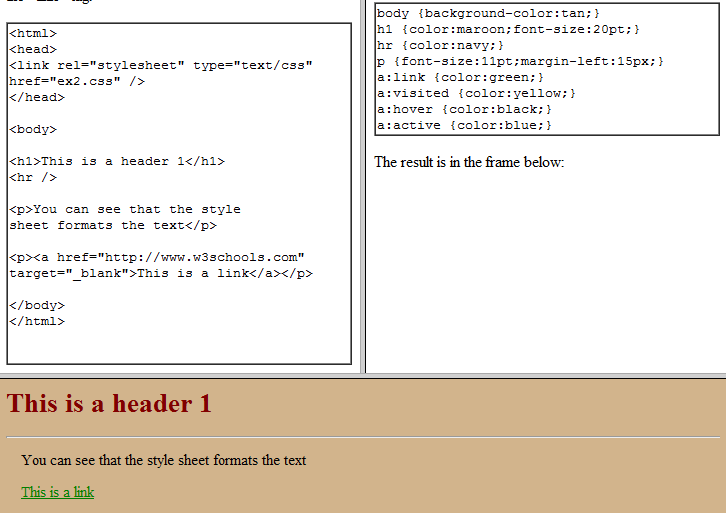 <html>
<head>
<link rel="stylesheet" type="text/css"
href="ex2.css" />
</head>
<body>
<h1>This is a header 1</h1>
<hr />
<p>You can see that the style
sheet formats the text</p>
<p><a href="http://www.w3schools.com"
target="_blank">This is a link</a></p>
</body>
</html>
body {background-color:tan;}
h1 {color:maroon;font-size:20pt;}
hr {color:navy;}
p {font-size:11pt;margin-left:15px;}
a:link {color:green;}
a:visited {color:yellow;}
a:hover {color:black;}
a:active {color:blue;}
The result is in the frame below:
This is a header 1
You can see that the style sheet formats the text
This is a link